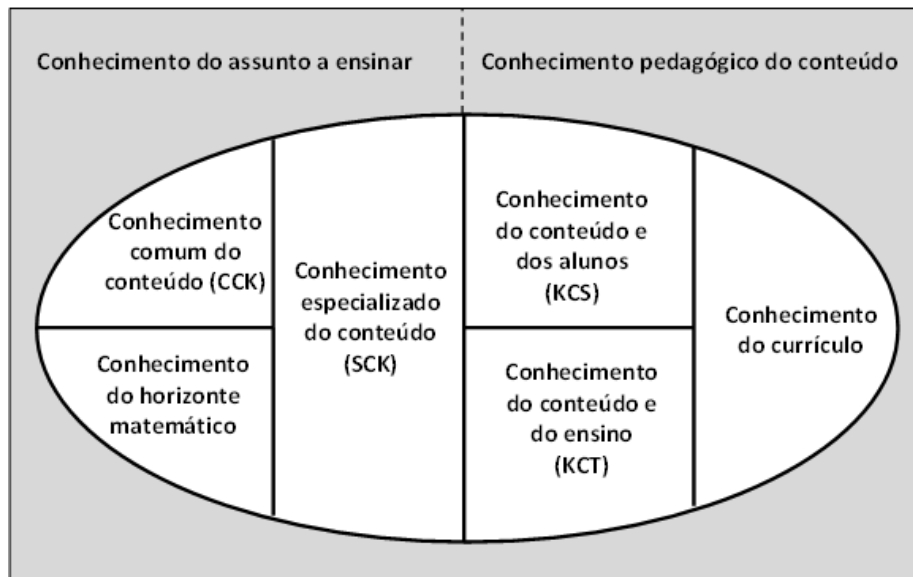 Conhecimento do assunto a ensinar
Conhecimento pedagógico do conteúdo
Conhecimento
comum do
conteúdo (CCK)
Conhecimento
do horizonte
matemático
Conhecimento
especializado
do conteúdo
(SCK)
Conhecimento
do conteúdo e
dos alunos
(KCS)
Conhecimento
do conteúdo e
do ensino
(KCT)
Conhecimento
do currículo